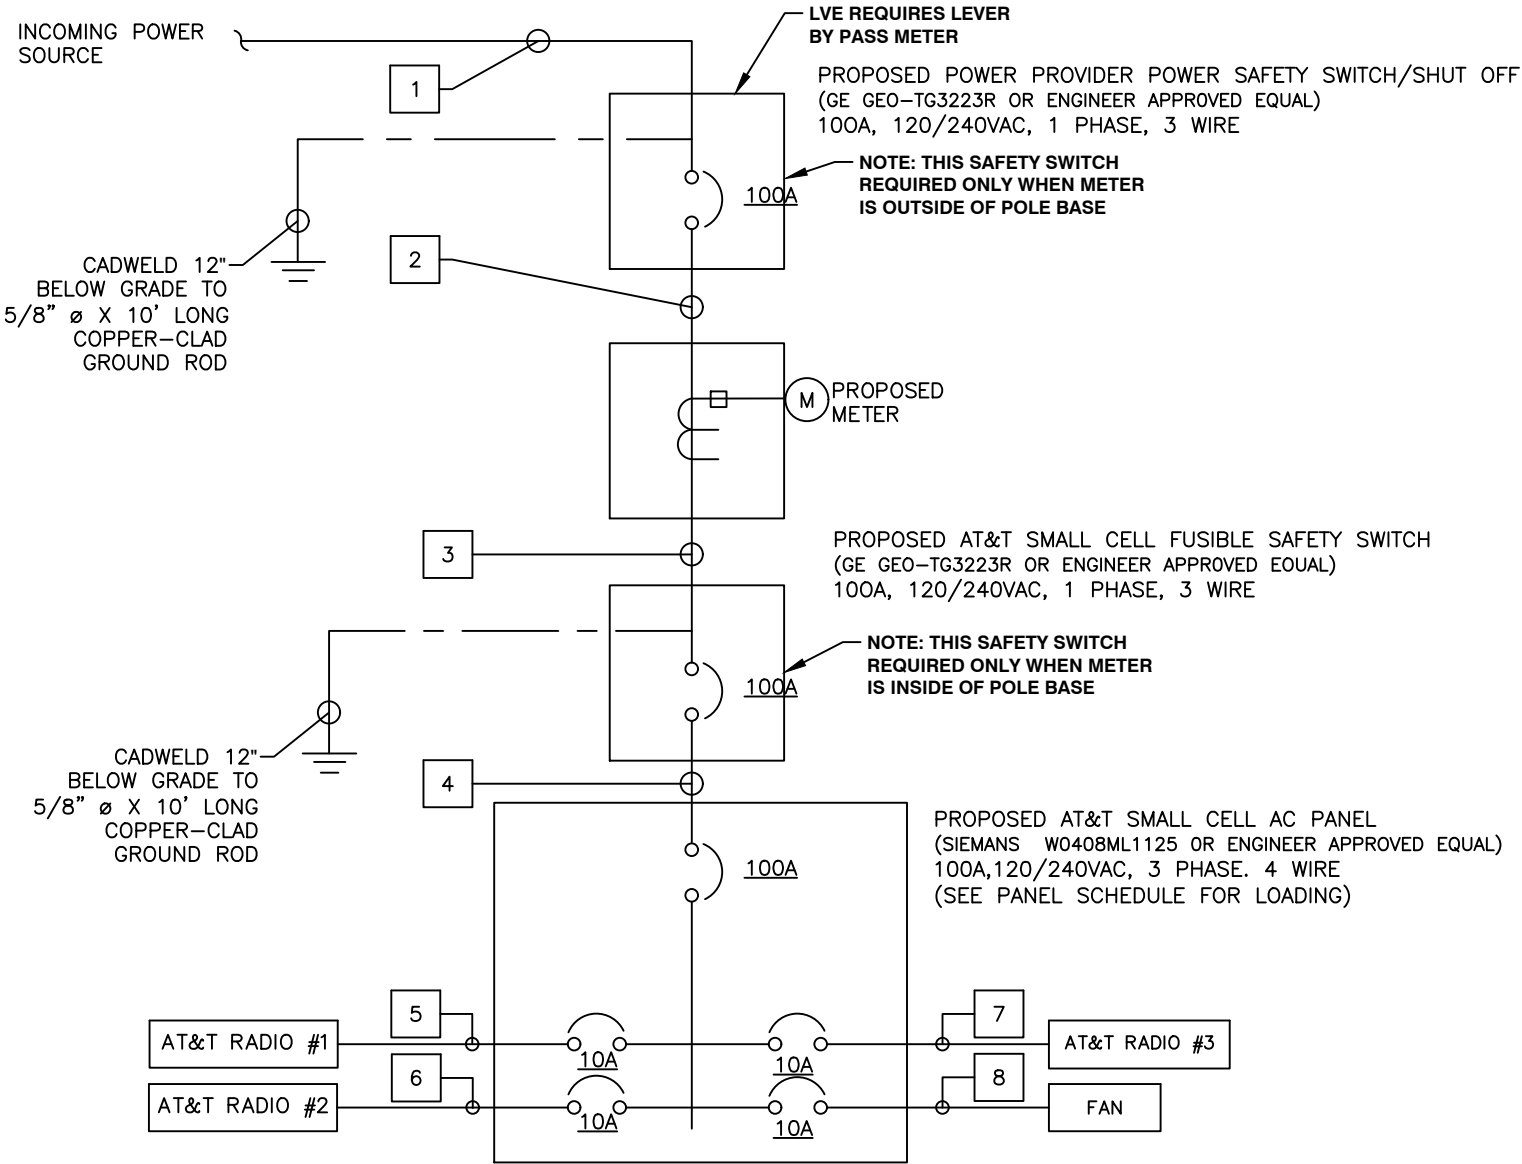 INCOMING POWER
SOURCE
LVE REQUIRES LEVER
BY PASS METER
1
PROPOSED POWER PROVIDER POWER SAFETY SWITCH/SHUT OFF
(GE GEO-TG3223R OR ENGINEER APPROVED EQUAL)
100A, 120/240VAC, 1 PHASE, 3 WIRE
NOTE: THIS SAFETY SWITCH
REQUIRED ONLY WHEN METER
IS OUTSIDE OF POLE BASE
100A
2
CADWELD 12"
BELOW GRADE TO
5/8" ø X 10' LONG
COPPER-CLAD
GROUND ROD
M
PROPOSED
METER
3
PROPOSED AT&T SMALL CELL FUSIBLE SAFETY SWITCH
(GE GEO-TG3223R OR ENGINEER APPROVED EOUAL)
100A, 120/240VAC, 1 PHASE, 3 WIRE
NOTE: THIS SAFETY SWITCH
REQUIRED ONLY WHEN METER
IS INSIDE OF POLE BASE
100A
CADWELD 12"
BELOW GRADE TO
5/8" ø X 10' LONG
COPPER-CLAD
GROUND ROD
4
PROPOSED AT&T SMALL CELL AC PANEL
(SIEMANS W0408ML1125 OR ENGINEER APPROVED EQUAL)
100A,120/240VAC, 3 PHASE. 4 WIRE
(SEE PANEL SCHEDULE FOR LOADING)
100A
5
7
AT&T RADIO #1
10A
10A
AT&T RADIO #3
6
8
AT&T RADIO #2
10A
10A
FAN